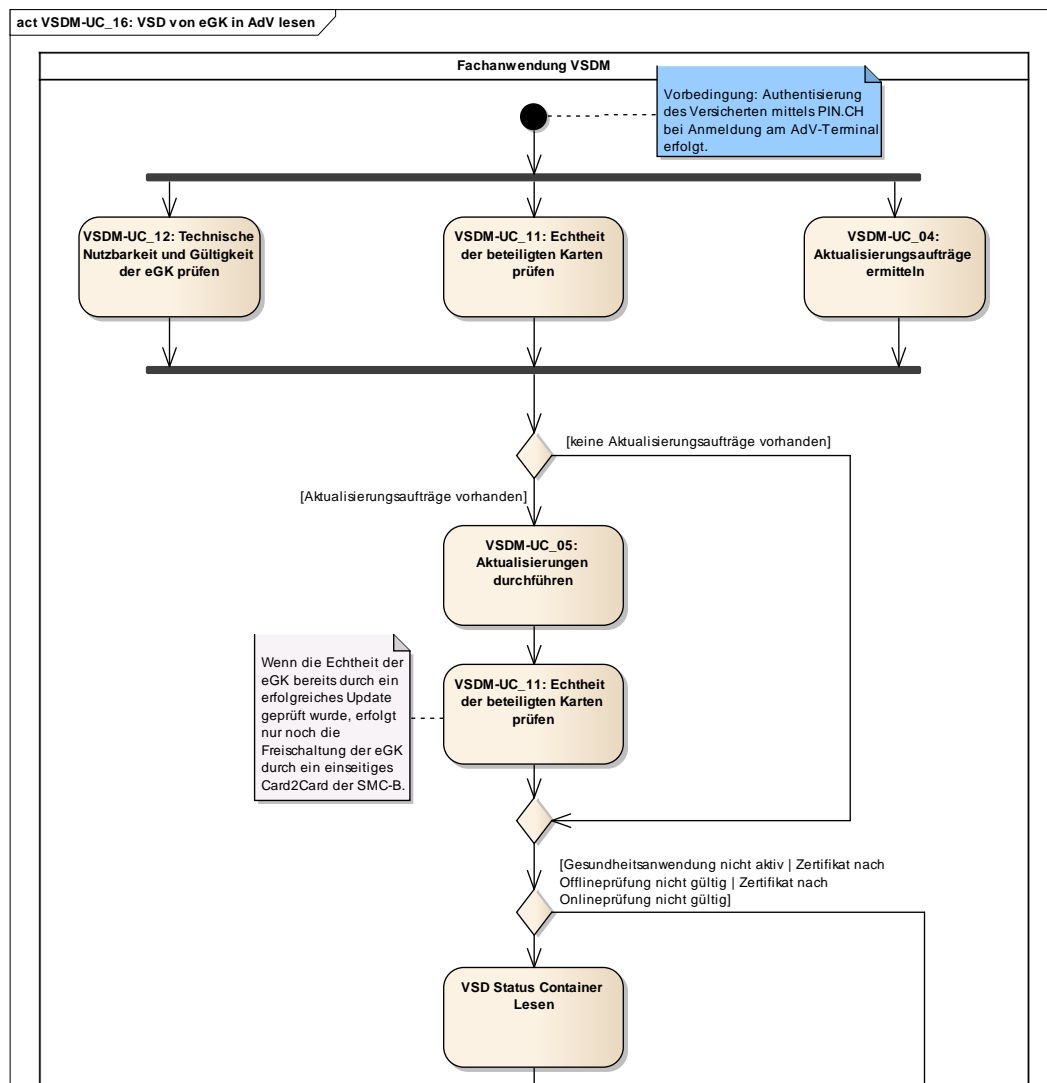 act VSDM-UC_16: VSD von eGK in AdV lesen
Fachanwendung VSDM
Vorbedingung: Authentisierung
des Versicherten mittels PIN.CH
bei Anmeldung am AdV-Terminal
erfolgt.
VSDM-UC_12: Technische
Nutzbarkeit und Gültigkeit
der eGK prüfen
VSDM-UC_11: Echtheit
der beteiligten Karten
prüfen
VSDM-UC_04:
Aktualisierungsaufträge
ermitteln
[keine Aktualisierungsaufträge vorhanden]
[Aktualisierungsaufträge vorhanden]
VSDM-UC_05:
Aktualisierungen
durchführen
Wenn die Echtheit der
eGK bereits durch ein
erfolgreiches Update
geprüft wurde, erfolgt
nur noch die
Freischaltung der eGK
durch ein einseitiges
Card2Card der SMC-B.
VSDM-UC_11: Echtheit
der beteiligten Karten
prüfen
[Gesundheitsanwendung nicht aktiv | Zertifikat nach
Offlineprüfung nicht gültig | Zertifikat nach
Onlineprüfung nicht gültig]
VSD Status Container
Lesen